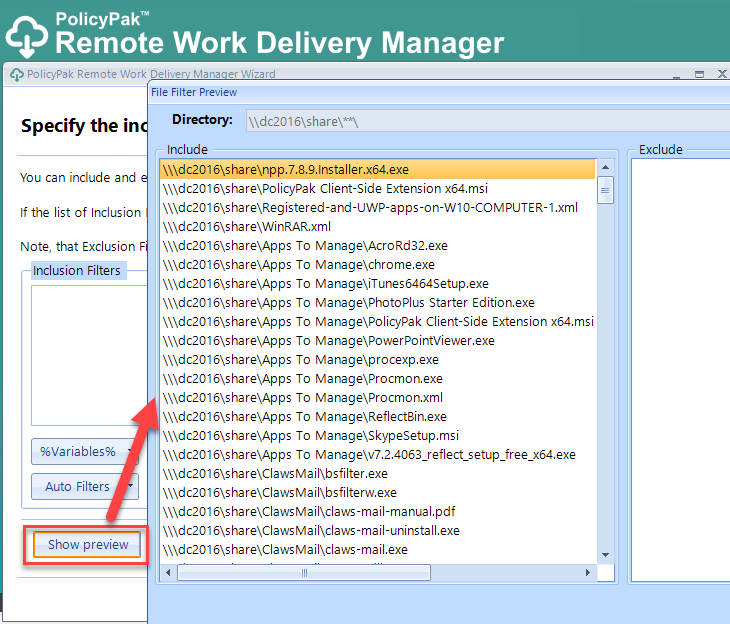 PolicyPak™
Remote Work Delivery Manager
PolicyPak Remote Work Delivery Manager Wizard
File Filter Preview
Specify the inc
Directory: \\dc2016\share\**\
You can include and e
If the list of Inclusion
Note, that Exclusion Fi
Inclusion Filters
%Variables%
Auto Filters
Show preview
Include
\\\dc2016\share\npp.7.8.9.Installer.x64.exe
\\\dc2016\share\PolicyPak Client-Side Extension x64.msi
\\\dc2016\share\Registered-and-UWP-apps-on-W10-COMPUTER-1.xml
\\\dc2016\share\WinRAR.xml
\\\dc2016\share\Apps To Manage\AcroRd32.exe
\\\dc2016\share\Apps To Manage\chrome.exe
\\\dc2016\share\Apps To Manage\iTunes6464Setup.exe
\\\dc2016\share\Apps To Manage\PhotoPlus Starter Edition.exe
\\\dc2016\share\Apps To Manage\PolicyPak Client-Side Extension x64.msi
\\\dc2016\share\Apps To Manage\PowerPointViewer.exe
\\\dc2016\share\Apps To Manage\procexp.exe
\\\dc2016\share\Apps To Manage\Procmon.exe
\\\dc2016\share\Apps To Manage\Procmon.xml
\\\dc2016\share\Apps To Manage\ReflectBin.exe
\\\dc2016\share\Apps To Manage\SkypeSetup.msi
\\\dc2016\share\Apps To Manage\v7.2.4063_reflect_setup_free_x64.exe
\\\dc2016\share\ClawsMail\bsfilter.exe
\\\dc2016\share\ClawsMail\bsfilterw.exe
\\\dc2016\share\ClawsMail\claws-mail-manual.pdf
\\\dc2016\share\ClawsMail\claws-mail-uninstall.exe
\\\dc2016\share\ClawsMail\claws-mail.exe
Exclude